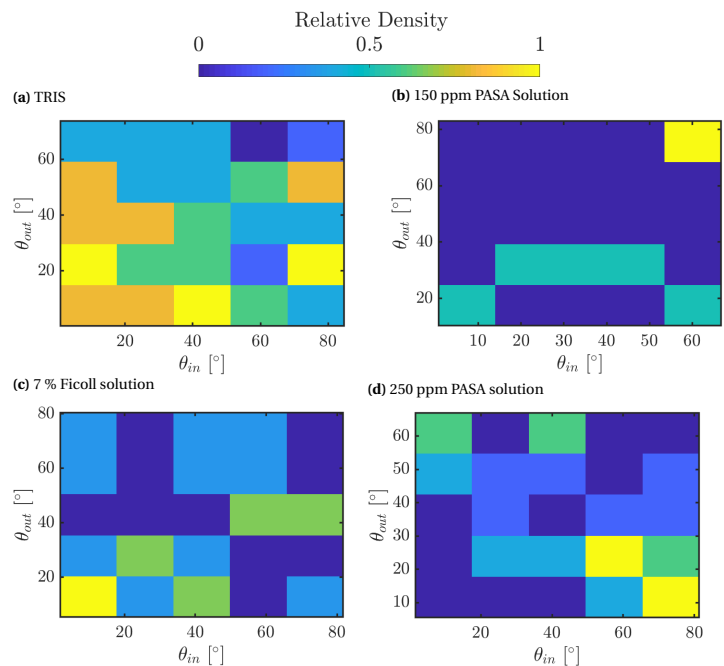 Relative Density
0 0.5 1
(a) TRIS
60
40
20
20 40 60 80
θout [°]
θin [°]
(b) 150 ppm PASA Solution
80
60
40
20
10 20 30 40 50 60
θout [°]
θin [°]
(c) 7 % Ficoll solution
80
60
40
20
20 40 60 80
θout [°]
θin [°]
(d) 250 ppm PASA solution
60
50
40
30
20
10
20 40 60 80
θout [°]
θin [°]